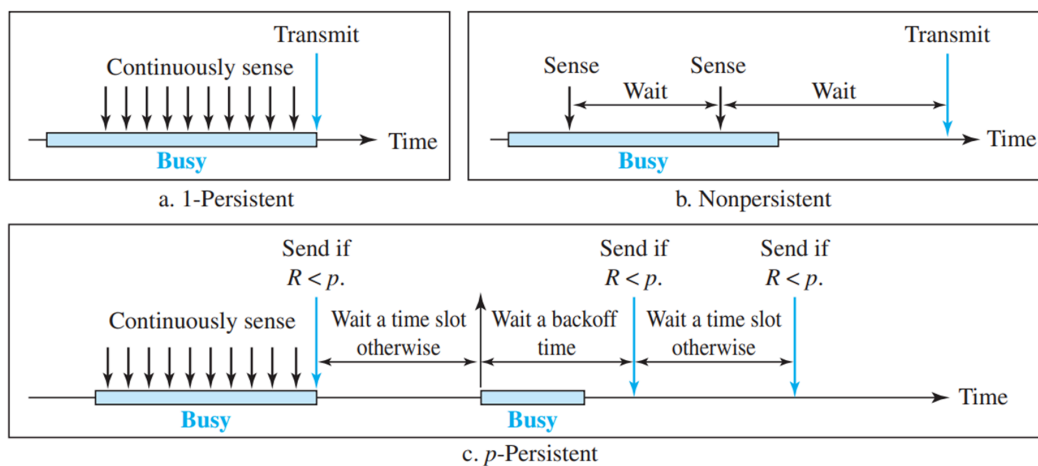 Transmit
Continuously sense
Time
Busy
a. 1-Persistent
Transmit
Sense
Sense
Wait
Wait
Time
Busy
b. Nonpersistent
Send if
R < p.
Send if
R < p.
Send if
R < p.
Continuously sense
Wait a time slot
otherwise
Wait a backoff
time
Wait a time slot
otherwise
Time
Busy
Busy
c. p-Persistent